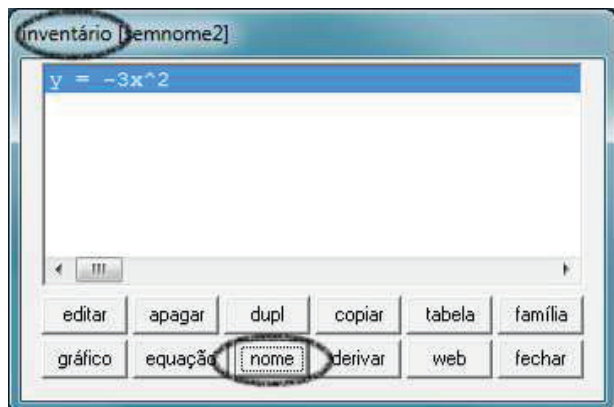 inventário [semnome2]
y = -3x^2
editar apagar dupl copiar tabela família
gráfico equação nome derivar web fechar